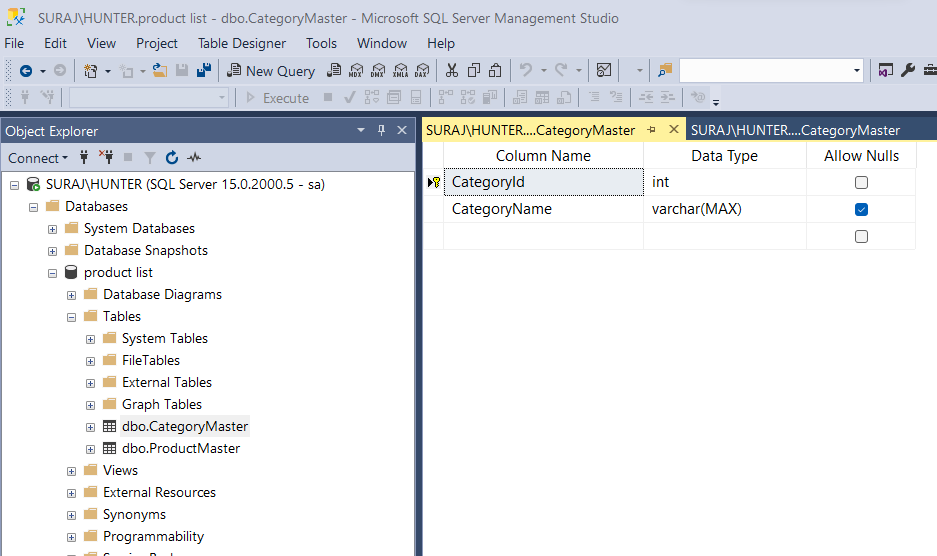 SURAJ\HUNTER.product list - dbo.CategoryMaster - Microsoft SQL Server Management Studio
File Edit View Project Table Designer Tools Window Help
New Query MDX DMX XMLA DAX
Execute
Object Explorer
Connect
SURAJ\HUNTER (SQL Server 15.0.2000.5 - sa)
Databases
System Databases
Database Snapshots
product list
Database Diagrams
Tables
System Tables
FileTables
External Tables
Graph Tables
dbo.CategoryMaster
dbo.ProductMaster
Views
External Resources
Synonyms
Programmability
SURAJ\HUNTER....CategoryMaster SURAJ\HUNTER....CategoryMaster
Column Name Data Type Allow Nulls
CategoryId int
CategoryName varchar(MAX)